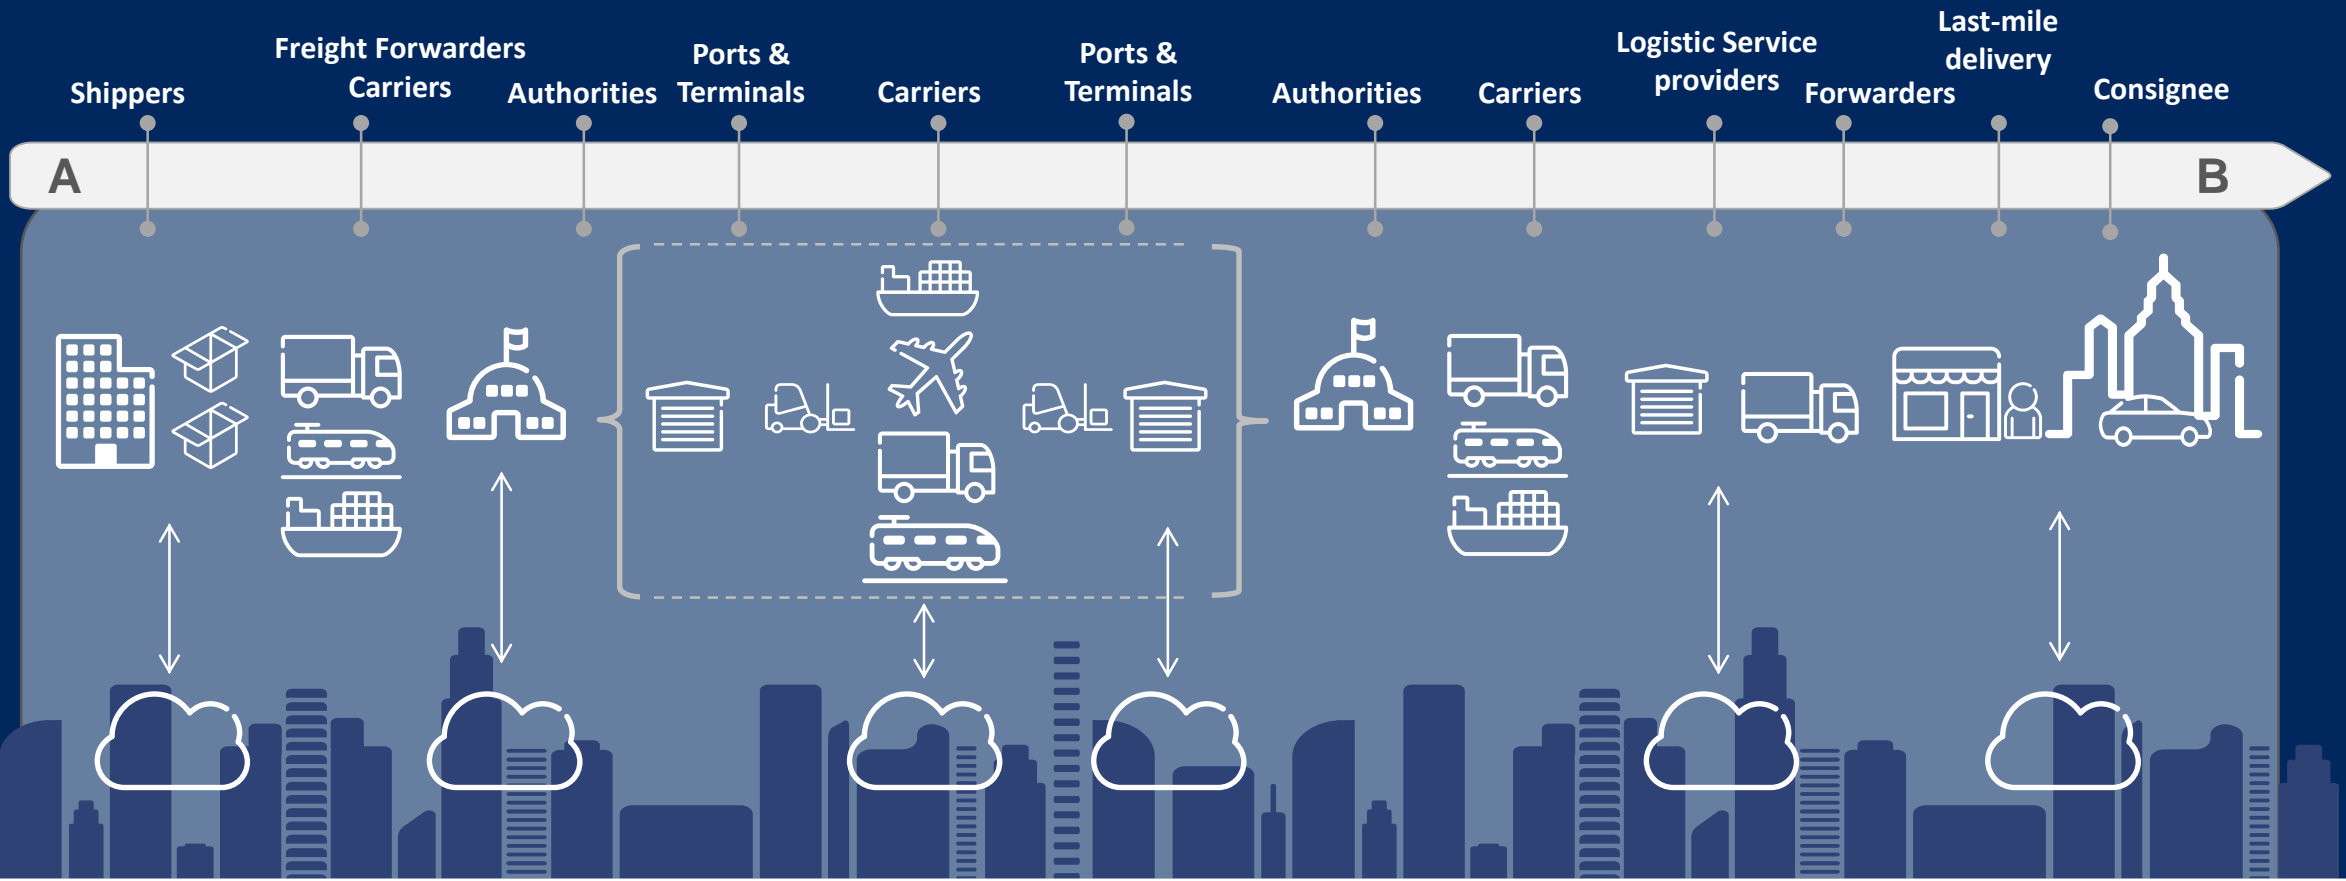 Shippers
Freight Forwarders
Carriers
Authorities
Ports &
Terminals
Carriers
Ports &
Terminals
Authorities
Carriers
Logistic Service
providers
Forwarders
Last-mile
delivery
Consignee
A
B